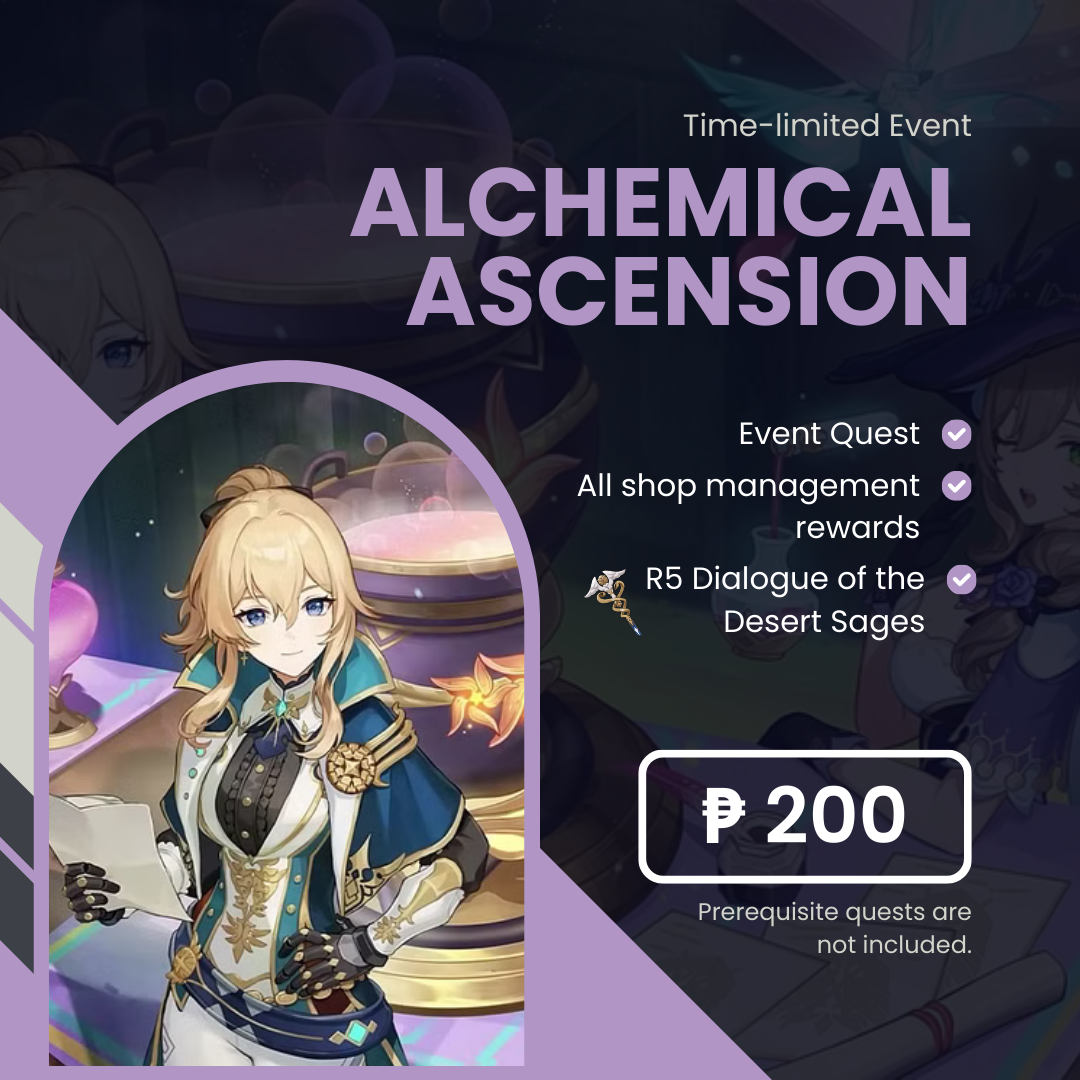 Time-limited Event
ALCHEMICAL
ASCENSION
Event Quest
All shop management
rewards
R5 Dialogue of the
Desert Sages
₱ 200
Prerequisite quests are
not included.